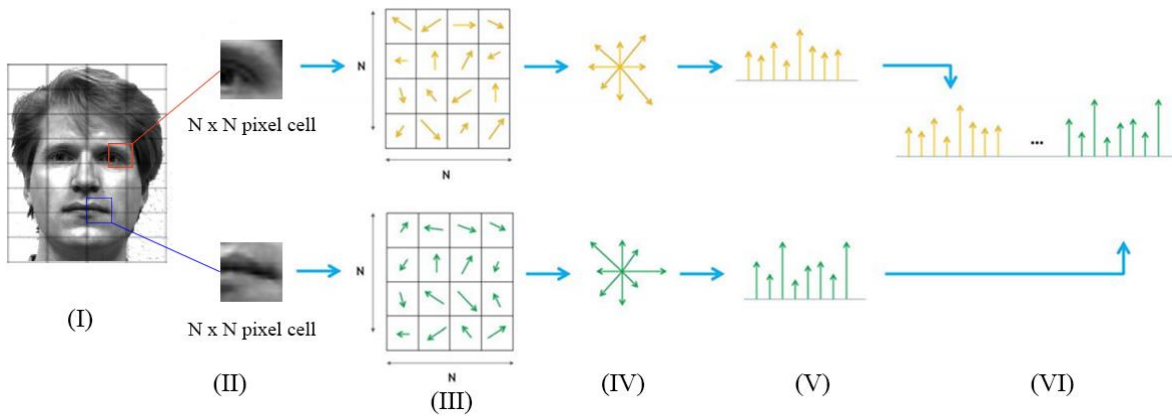 N x N pixel cell
N
N
...
N x N pixel cell
N
N
(I)
(II)
(III)
(IV)
(V)
(VI)